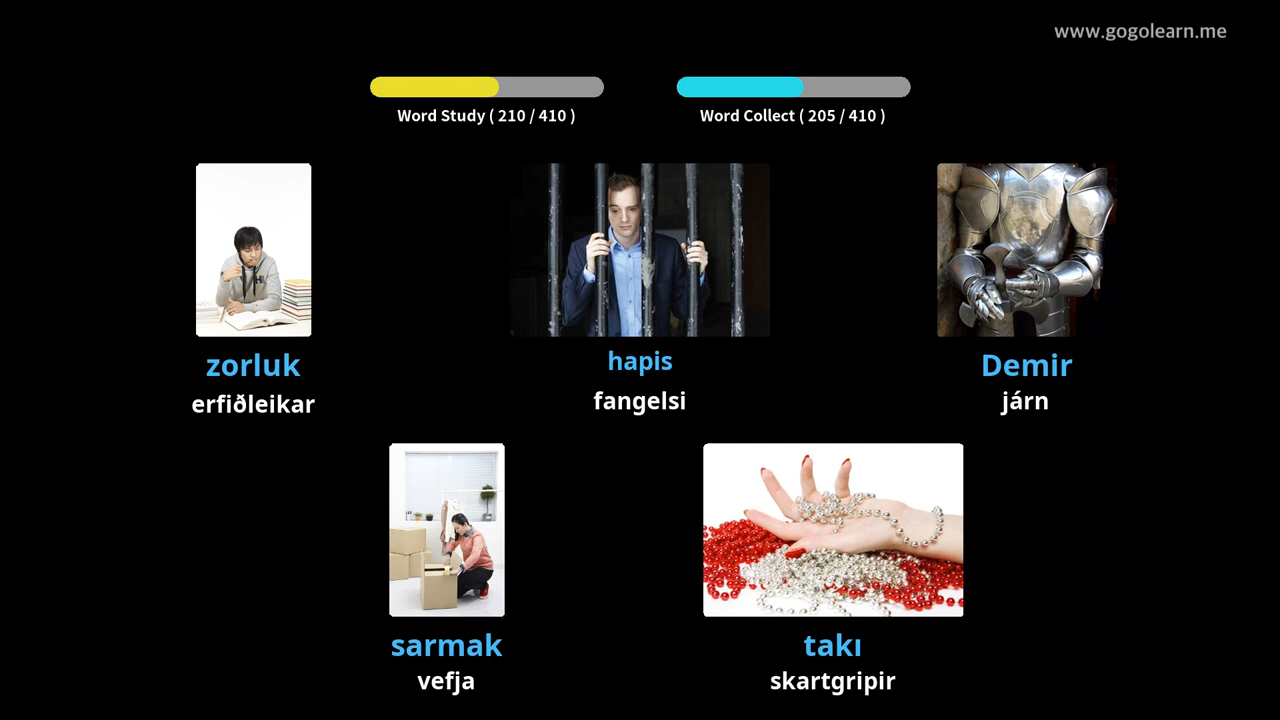 www.gogolearn.me
Word Study ( 210 / 410 )
Word Collect ( 205 / 410 )
zorluk
erfiðleikar
hapis
fangelsi
Demir
járn
sarmak
vefja
takı
skartgripir